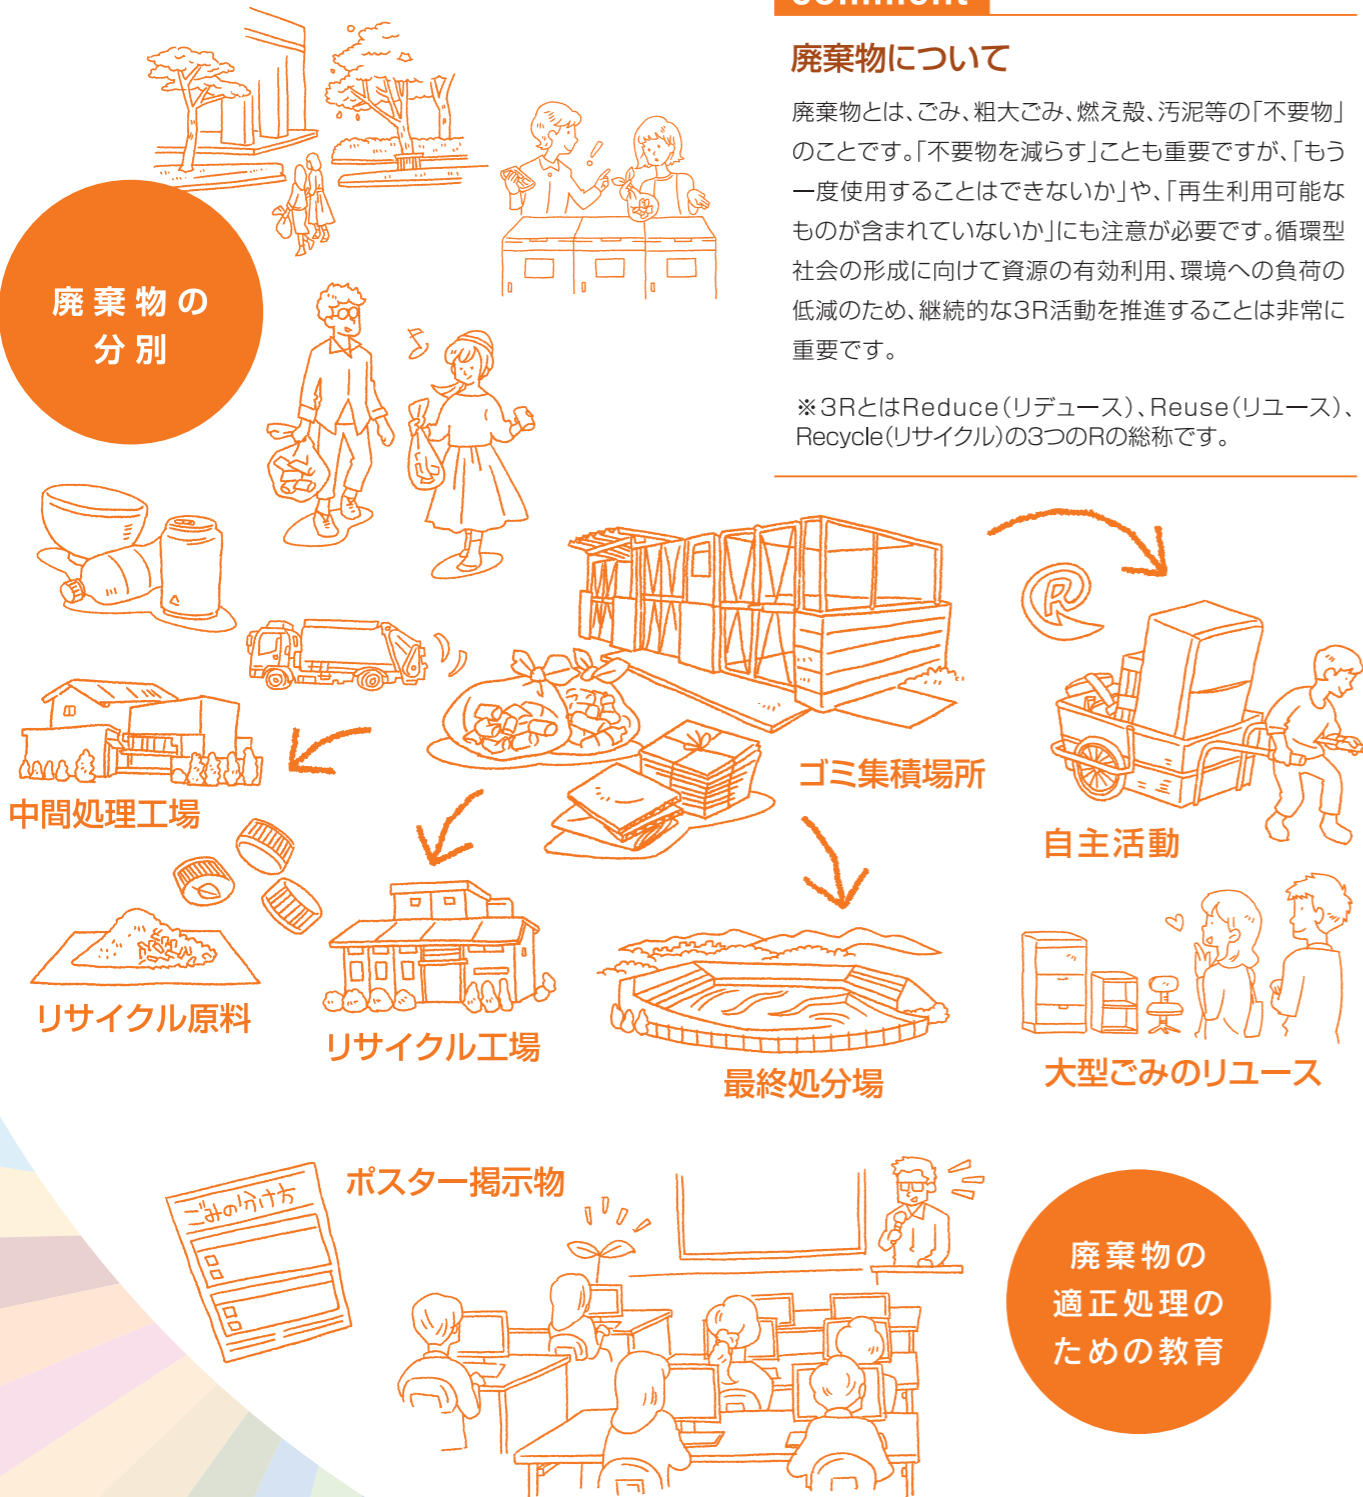 comment
廃棄物について
廃棄物とは、ごみ、粗大ごみ、燃え殻、汚泥等の「不要物」
のことです。「不要物を減らす」ことも重要ですが、「もう
一度使用することはできないか」や、「再生利用可能な
ものが含まれていないか」にも注意が必要です。循環型
社会の形成に向けて資源の有効利用、環境への負荷の
低減のため、継続的な3R活動を推進することは非常に
重要です。
※3RとはReduce(リデュース)、Reuse(リユース)、
Recycle(リサイクル)の3つのRの総称です。
廃棄物の
分別
R
ゴミ集積場所
中間処理工場
自主活動
リサイクル原料
リサイクル工場
最終処分場
大型ごみのリユース
ポスター掲示物
ごみの分け方
廃棄物の
適正処理の
ための教育